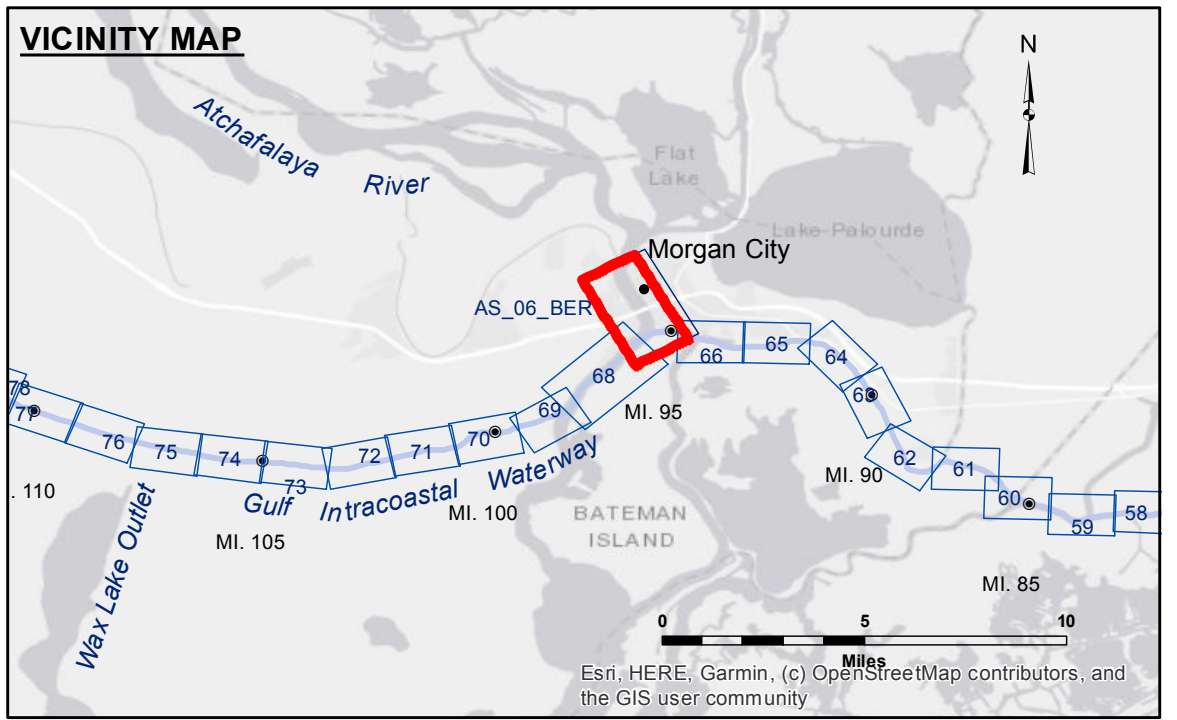 VICINITY MAP
N
Atchafalaya
River
Flat
Lake
Lake Palourde
Morgan City
AS_06_BER
66
65
64
63
62
61
60
59
58
68
69
70
71
72
73
74
75
76
77
78
MI. 95
MI. 90
MI. 85
MI. 100
MI. 105
. 110
Gulf Intracoastal Waterway
Wax Lake Outlet
BATEMAN
ISLAND
0 5 10
Miles
Esri, HERE, Garmin, (c) OpenStreetMap contributors, and
the GIS user community